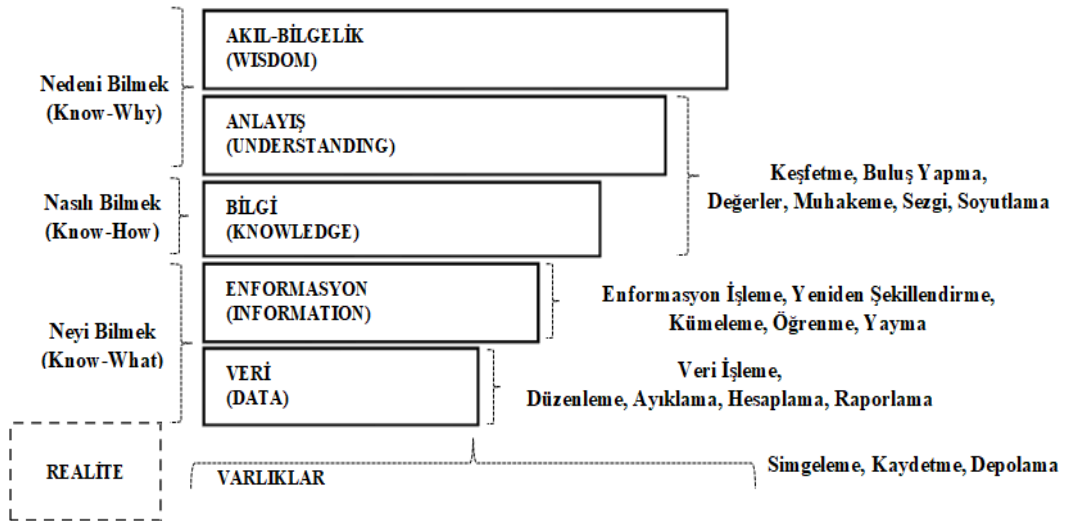 AKIL-BİLGELİK
(WISDOM)
Nedeni Bilmek
(Know-Why)
ANLAYIŞ
(UNDERSTANDING)
Keşfetme, Buluş Yapma,
Değerler, Muhakeme, Sezgi, Soyutlama
Nasılı Bilmek
(Know-How)
BİLGİ
(KNOWLEDGE)
ENFORMASYON
(INFORMATION)
Enformasyon İşleme, Yeniden Şekillendirme,
Kümeleme, Öğrenme, Yayma
Neyi Bilmek
(Know-What)
VERİ
(DATA)
Veri İşleme,
Düzenleme, Ayıklama, Hesaplama, Raporlama
REALİTE
VARLIKLAR
Simgeleme, Kaydetme, Depolama